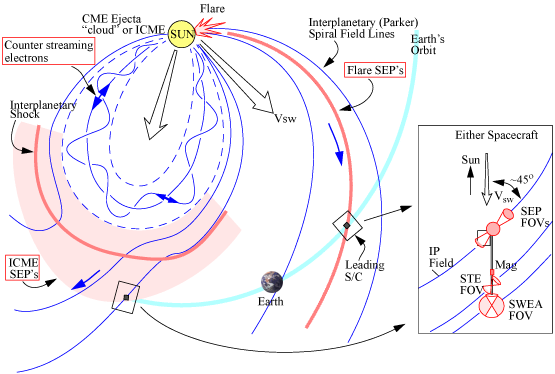 Flare
CME Ejecta
“cloud” or ICME
SUN
Interplanetary (Parker)
Spiral Field Lines
Earth's
Orbit
Counter streaming
electrons
Flare SEP's
Interplanetary
Shock
Vsw
ICME
SEP's
Leading
S/C
Earth
Either Spacecraft
Sun
~45°
Vsw
SEP
FOVs
IP
Field
Mag
STE
FOV
SWEA
FOV